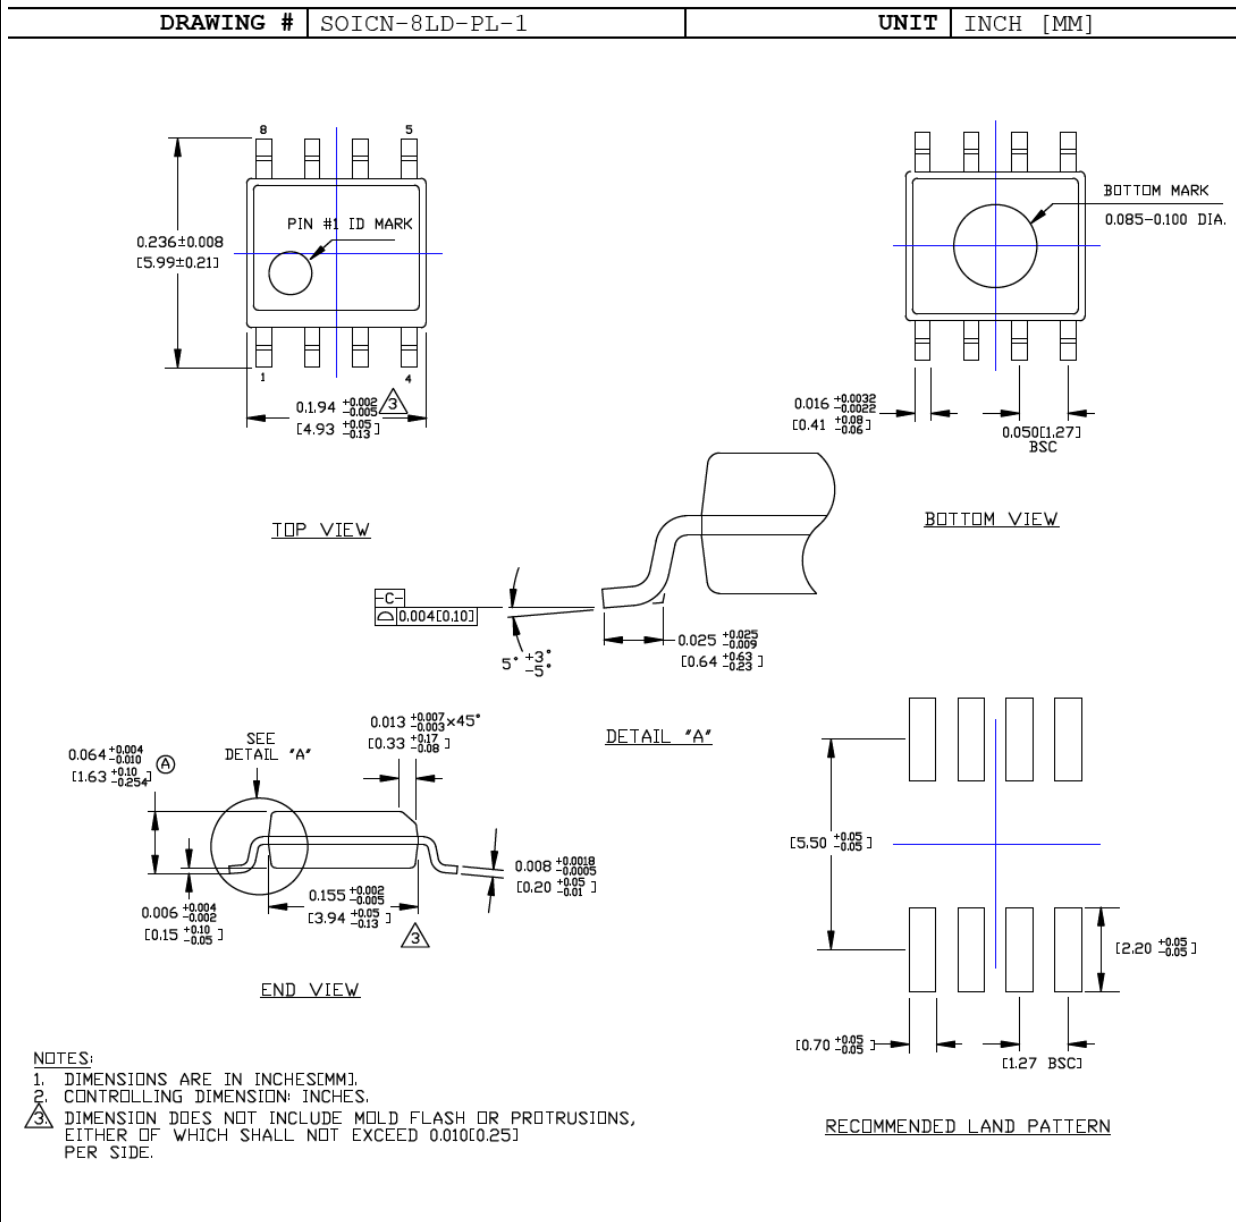 DRAWING # SOICN-8LD-PL-1 UNIT INCH [MM]
8 5
PIN #1 ID MARK
0.236±0.008
[5.99±0.21]
1 4
0.1.94 +0.002 -0.005 3
[4.93 +0.05 -0.13]
TOP VIEW
BOTTOM MARK
0.085-0.100 DIA.
0.016 +0.0032 -0.0022
[0.41 +0.08 -0.06]
0.050[1.27]
BSC
BOTTOM VIEW
-C-
0.004[0.10]
5° +3° -5°
0.025 +0.025 -0.009
[0.64 +0.63 -0.23]
DETAIL "A"
0.064 +0.004 -0.010
[1.63 +0.10 -0.254] A
SEE
DETAIL "A"
0.013 +0.007 -0.003 ×45°
[0.33 +0.17 -0.08]
0.008 +0.0018 -0.0005
[0.20 +0.05 -0.01]
0.155 +0.002 -0.005
[3.94 +0.05 -0.13]
3
0.006 +0.004 -0.002
[0.15 +0.10 -0.05]
END VIEW
[5.50 +0.05 -0.05]
[2.20 +0.05 -0.05]
[0.70 +0.05 -0.05]
[1.27 BSC]
RECOMMENDED LAND PATTERN
NOTES:
1. DIMENSIONS ARE IN INCHES[MM].
2. CONTROLLING DIMENSION: INCHES.
3. DIMENSION DOES NOT INCLUDE MOLD FLASH OR PROTRUSIONS,
EITHER OF WHICH SHALL NOT EXCEED 0.010[0.25]
PER SIDE.